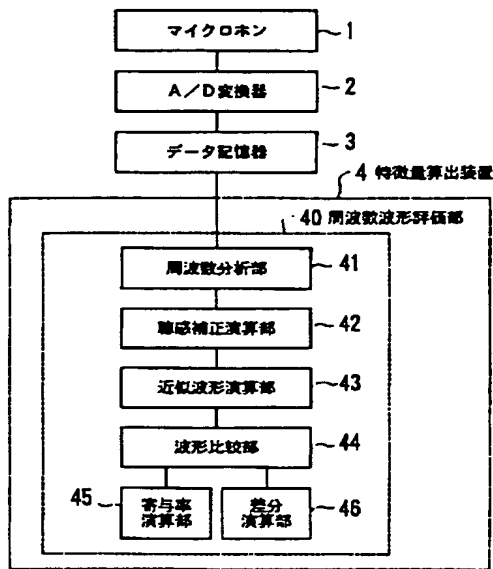 マイクロホン 1
A/D変換器 2
データ記憶器 3
4 特徴量算出装置
40 周波数波形評価部
周波数分析部 41
聴感補正演算部 42
近似波形演算部 43
波形比較部 44
45 寄与率 差分 46
演算部 演算部